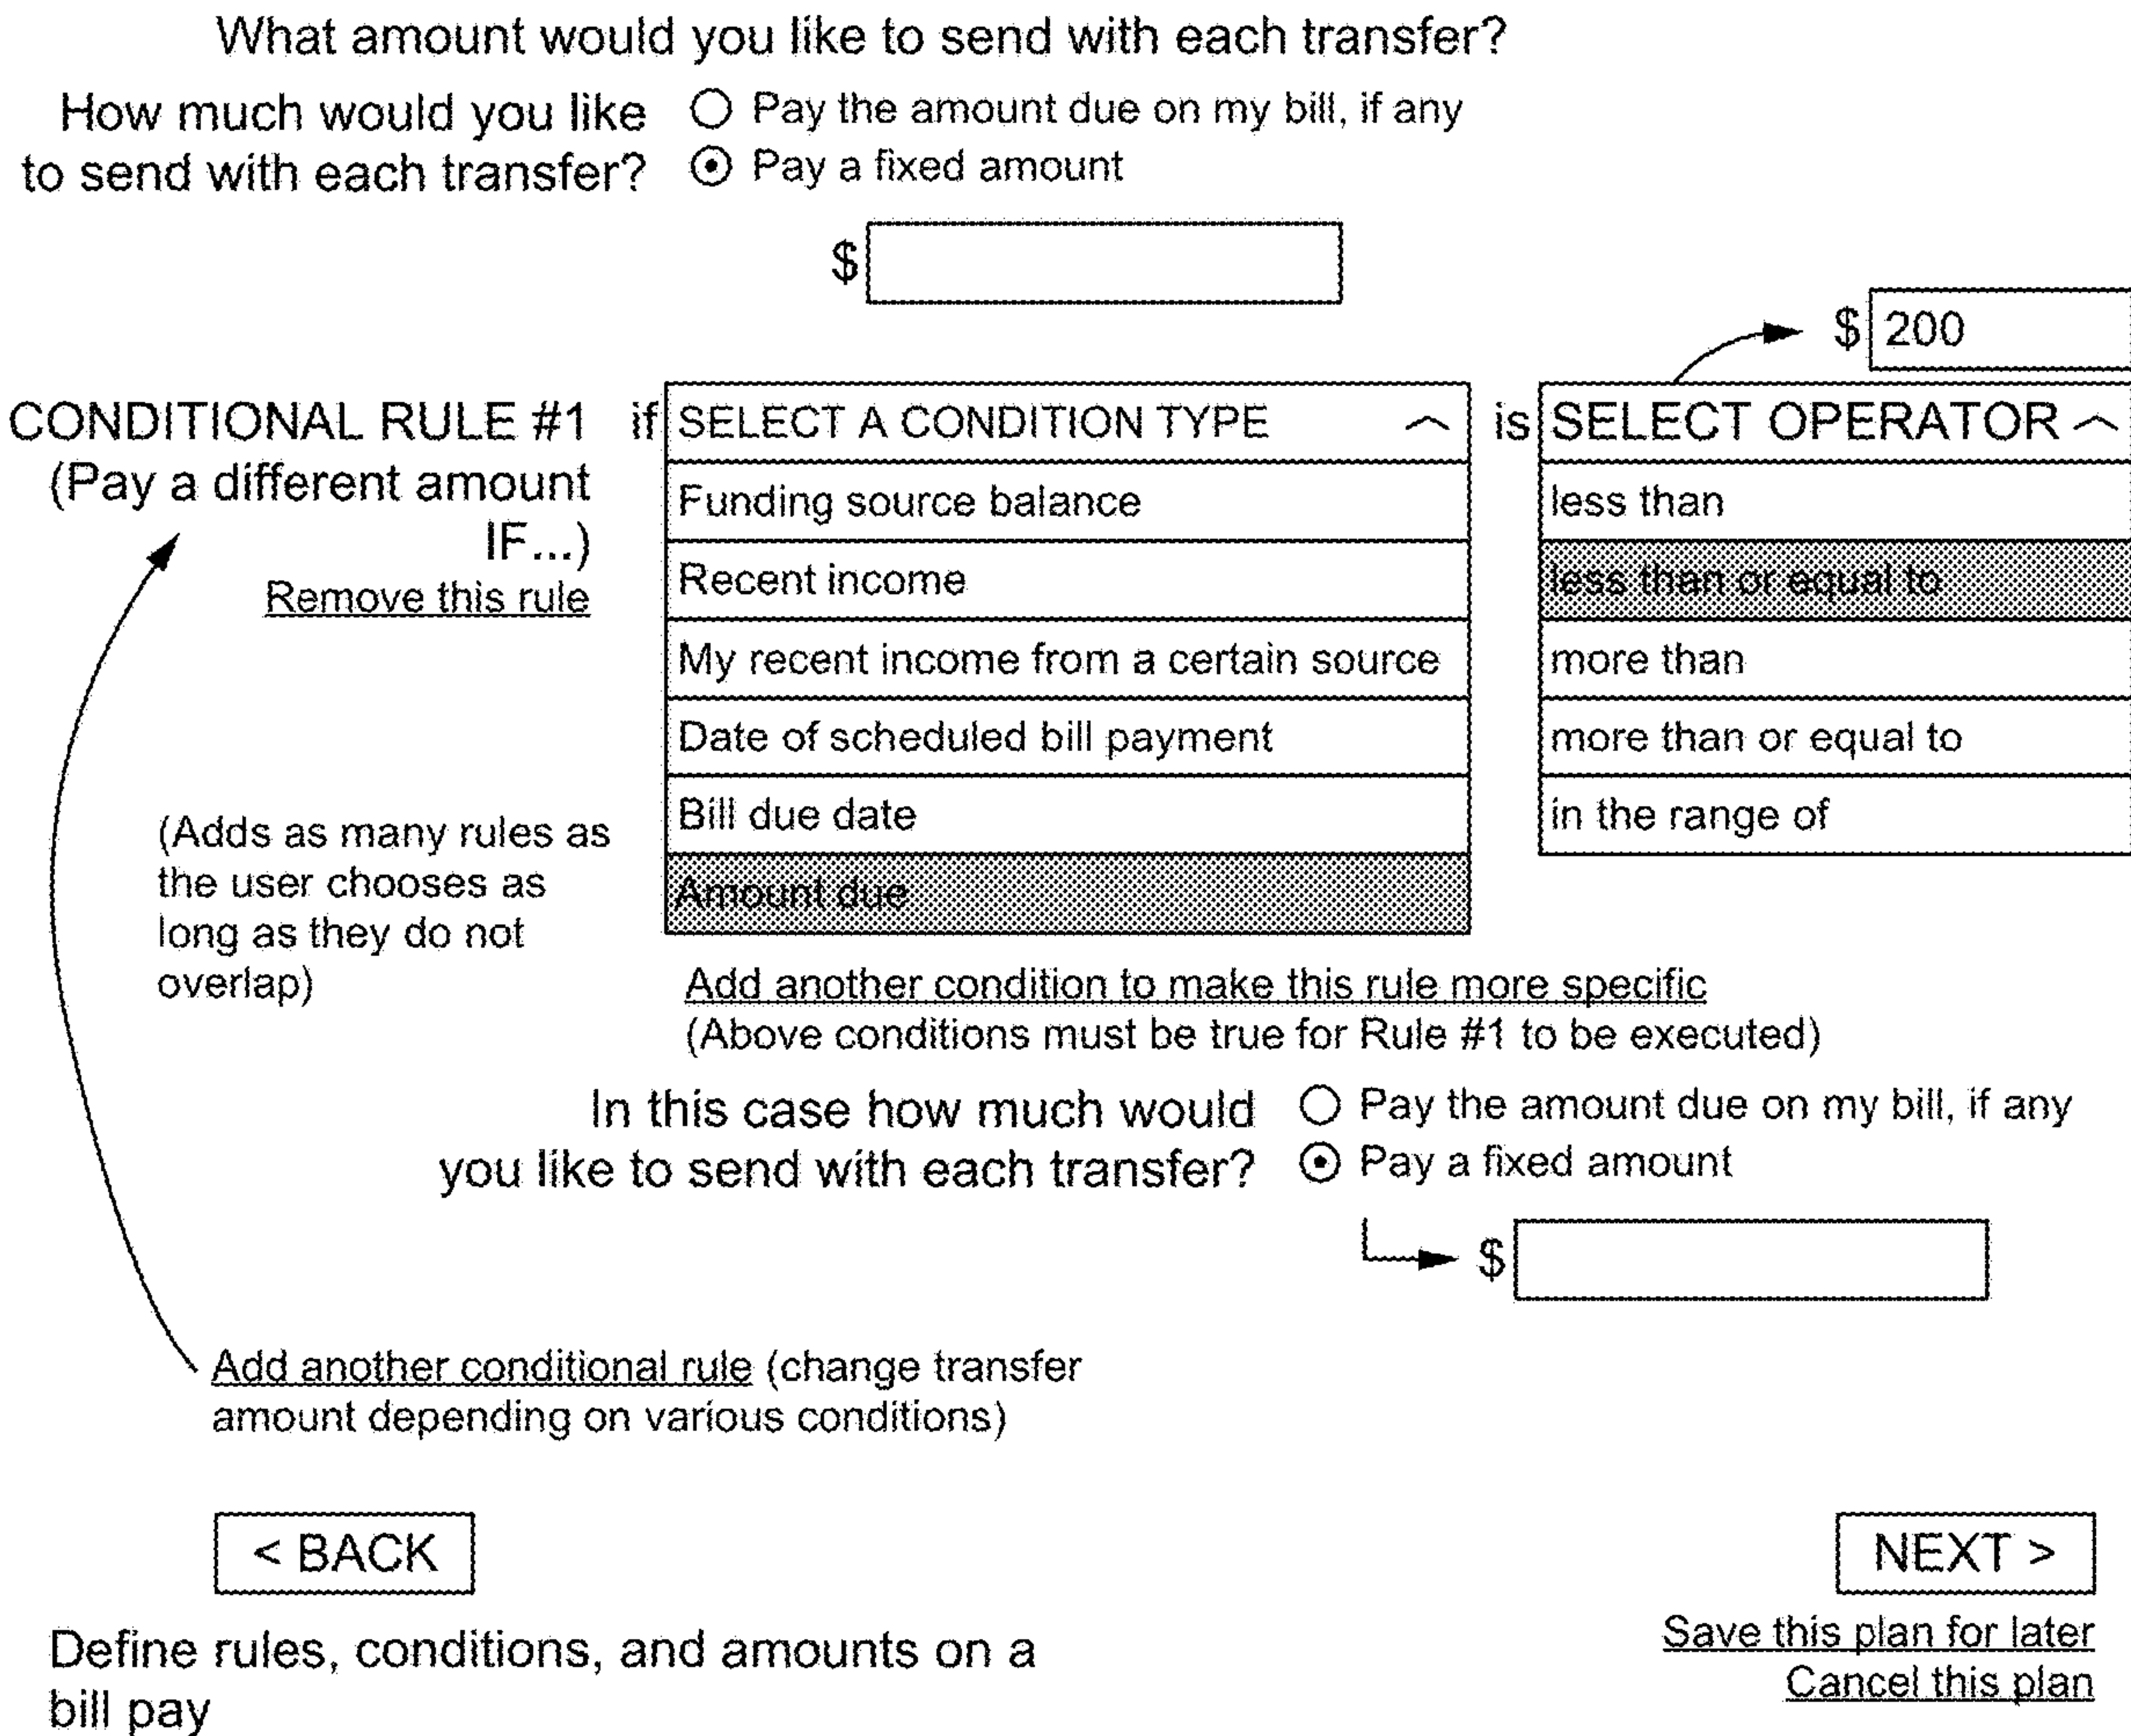 What amount would you like to send with each transfer?
How much would you like
to send with each transfer?
Pay the amount due on my bill, if any
Pay a fixed amount
$
$ 200
CONDITIONAL RULE #1
(Pay a different amount
IF...)
Remove this rule
if
SELECT A CONDITION TYPE
Funding source balance
Recent income
My recent income from a certain source
Date of scheduled bill payment
Bill due date
Amount due
is
SELECT OPERATOR
less than
less than or equal to
more than
more than or equal to
in the range of
(Adds as many rules as
the user chooses as
long as they do not
overlap)
Add another condition to make this rule more specific
(Above conditions must be true for Rule #1 to be executed)
In this case how much would
you like to send with each transfer?
Pay the amount due on my bill, if any
Pay a fixed amount
$
Add another conditional rule (change transfer
amount depending on various conditions)
< BACK
NEXT >
Save this plan for later
Cancel this plan
Define rules, conditions, and amounts on a
bill pay